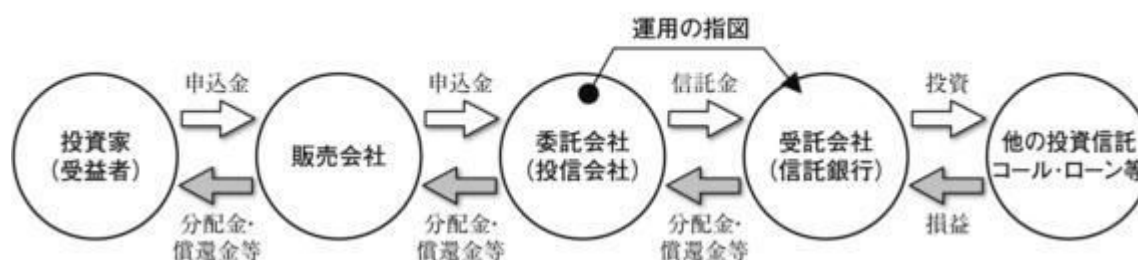 運用の指図
申込金
申込金
信託金
投資
投資家
(受益者)
販売会社
委託会社
(投信会社)
受託会社
(信託銀行)
他の投資信託
コール・ローン等
分配金・
償還金等
分配金・
償還金等
分配金・
償還金等
損益